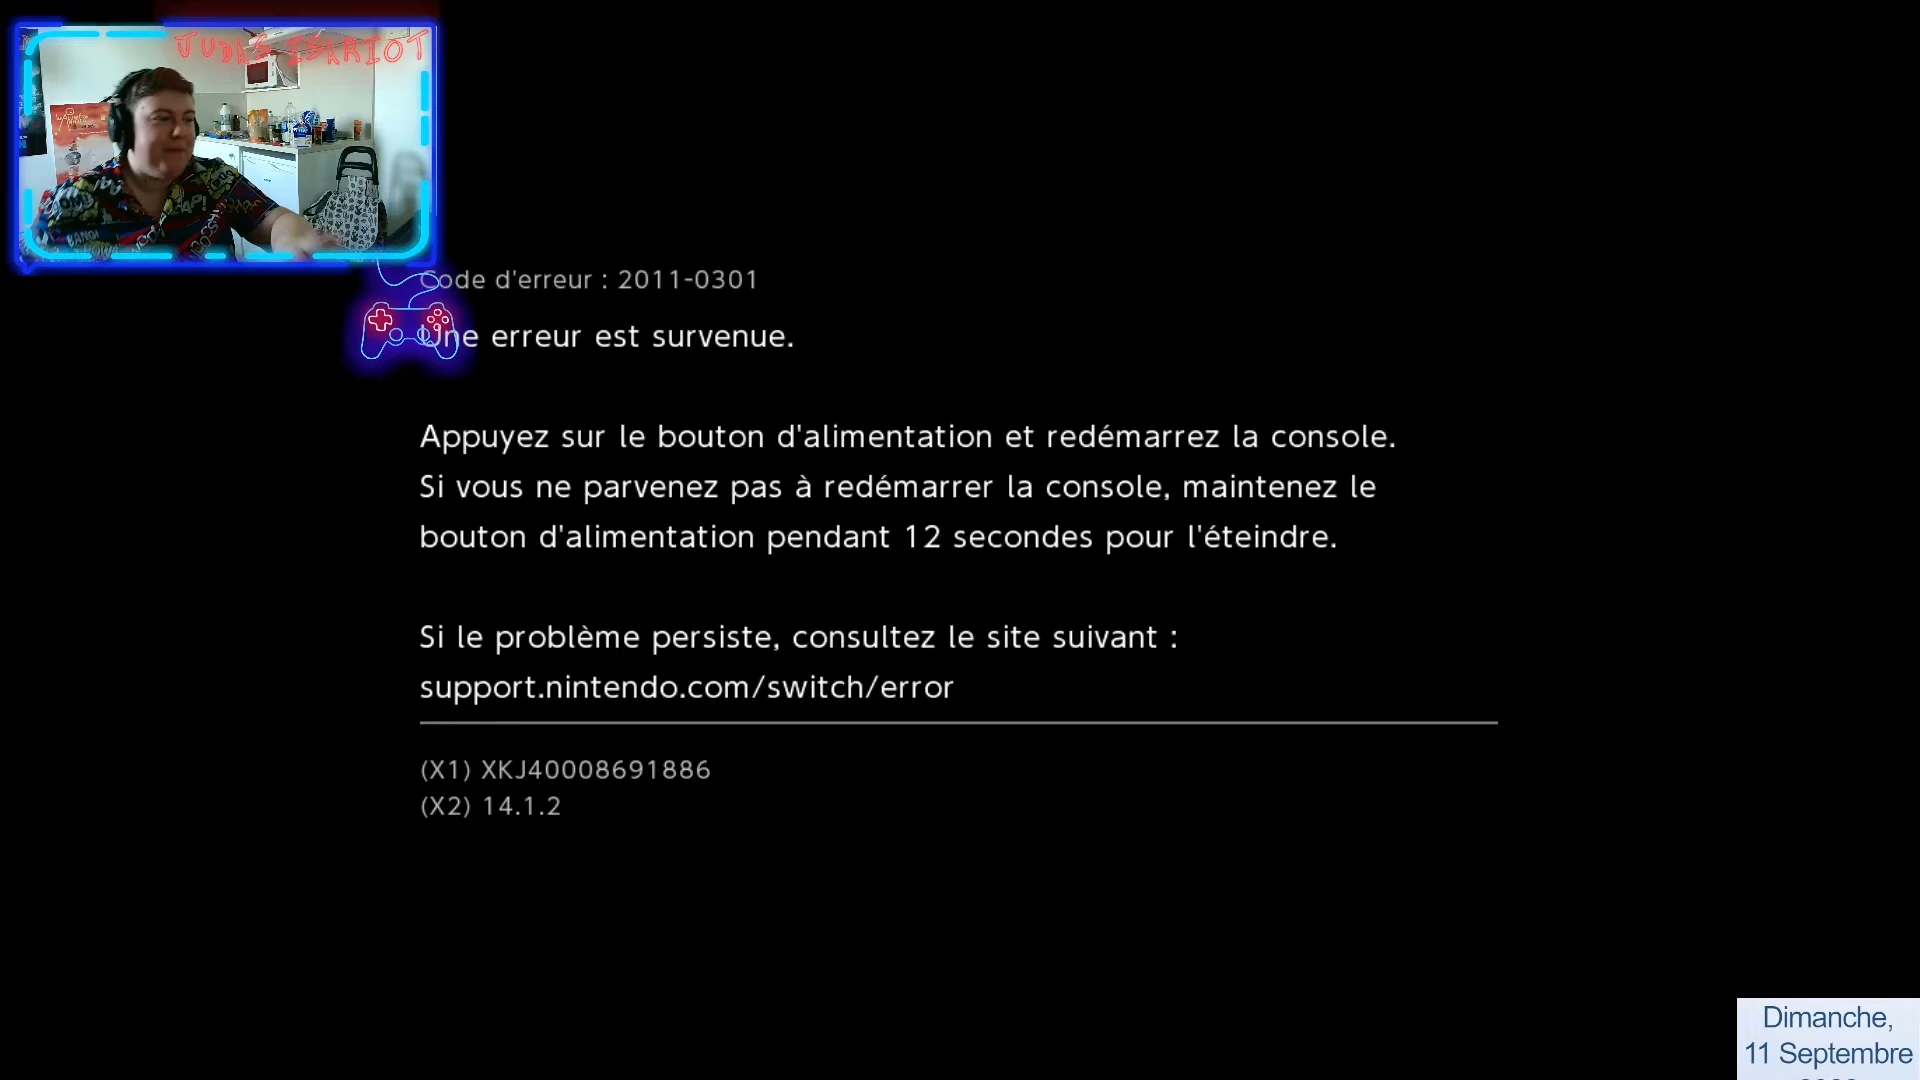 JUDAS ISKARIOT
Code d'erreur : 2011-0301
Une erreur est survenue.
Appuyez sur le bouton d'alimentation et redémarrez la console.
Si vous ne parvenez pas à redémarrer la console, maintenez le
bouton d'alimentation pendant 12 secondes pour l'éteindre.
Si le problème persiste, consultez le site suivant :
support.nintendo.com/switch/error
(X1) XKJ40008691886
(X2) 14.1.2
Dimanche,
11 Septembre